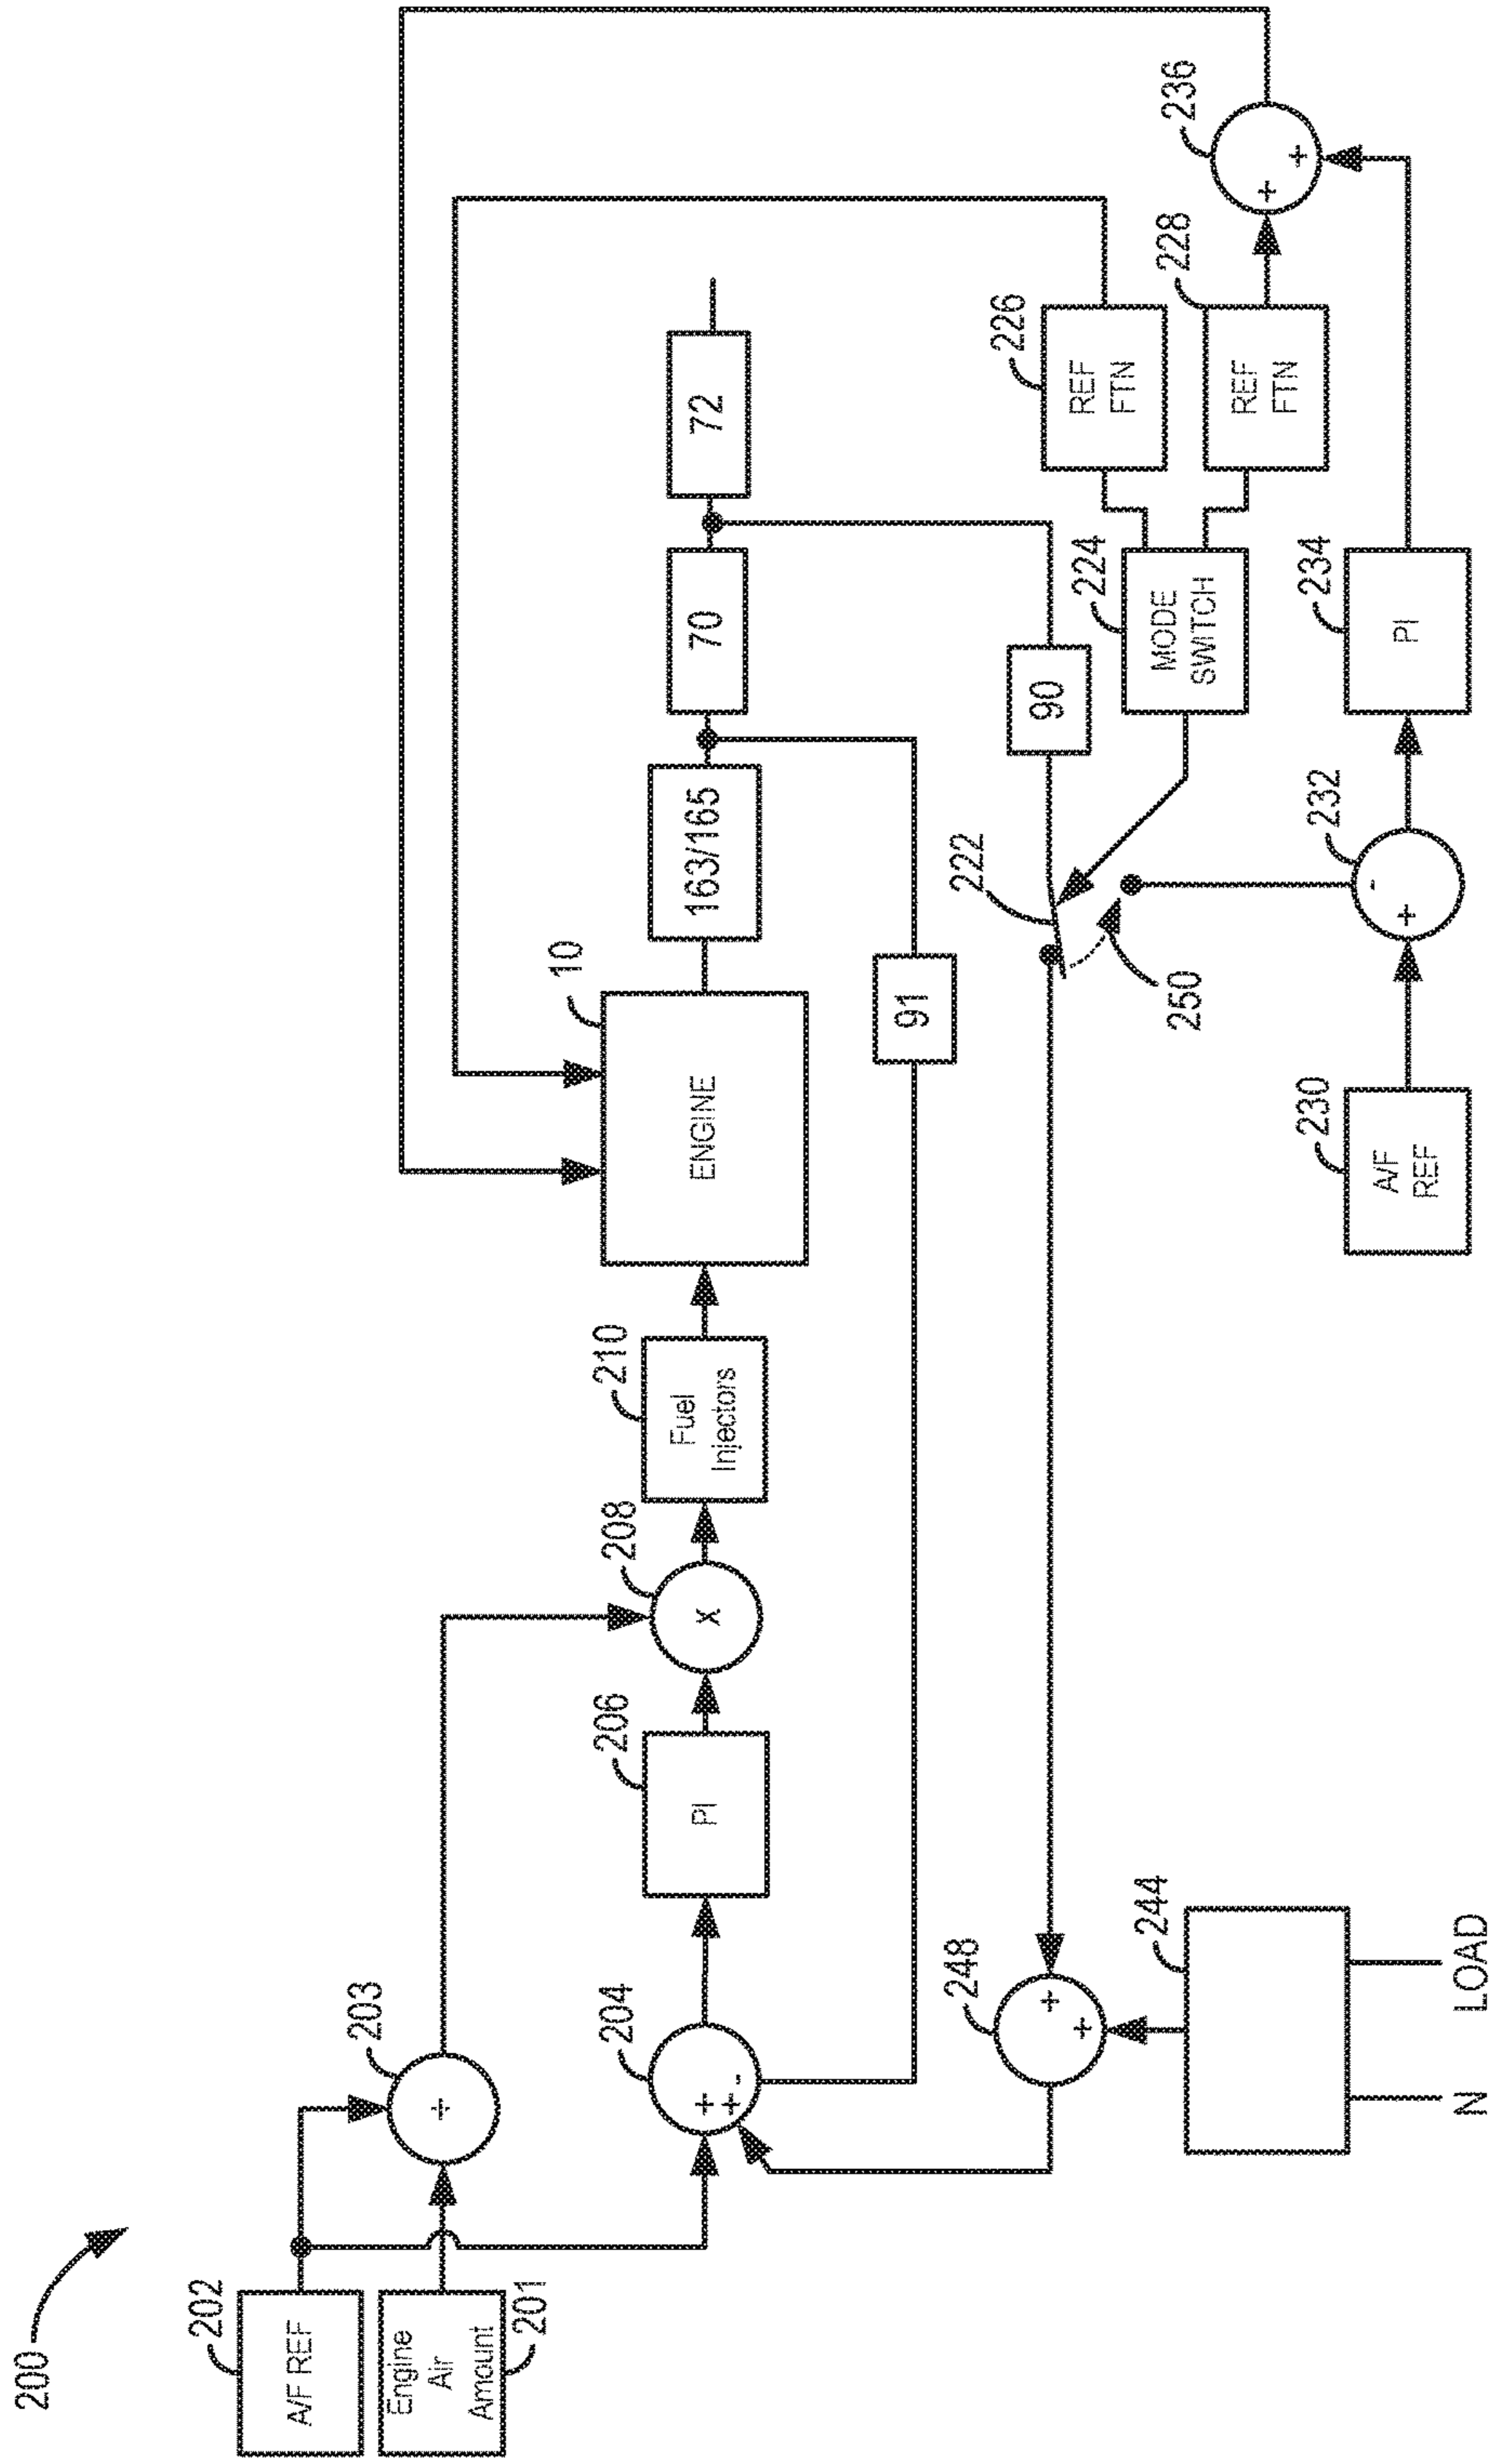 200
202
A/F REF
Engine
Air
Amount
201
203
÷
204
+
+
-
206
PI
208
X
210
Fuel
Injectors
10
ENGINE
163/165
70
72
91
90
222
250
224
MODE
SWITCH
226
REF
FTN
228
REF
FTN
236
+
+
230
A/F
REF
232
+
-
234
PI
248
+
+
244
N
LOAD